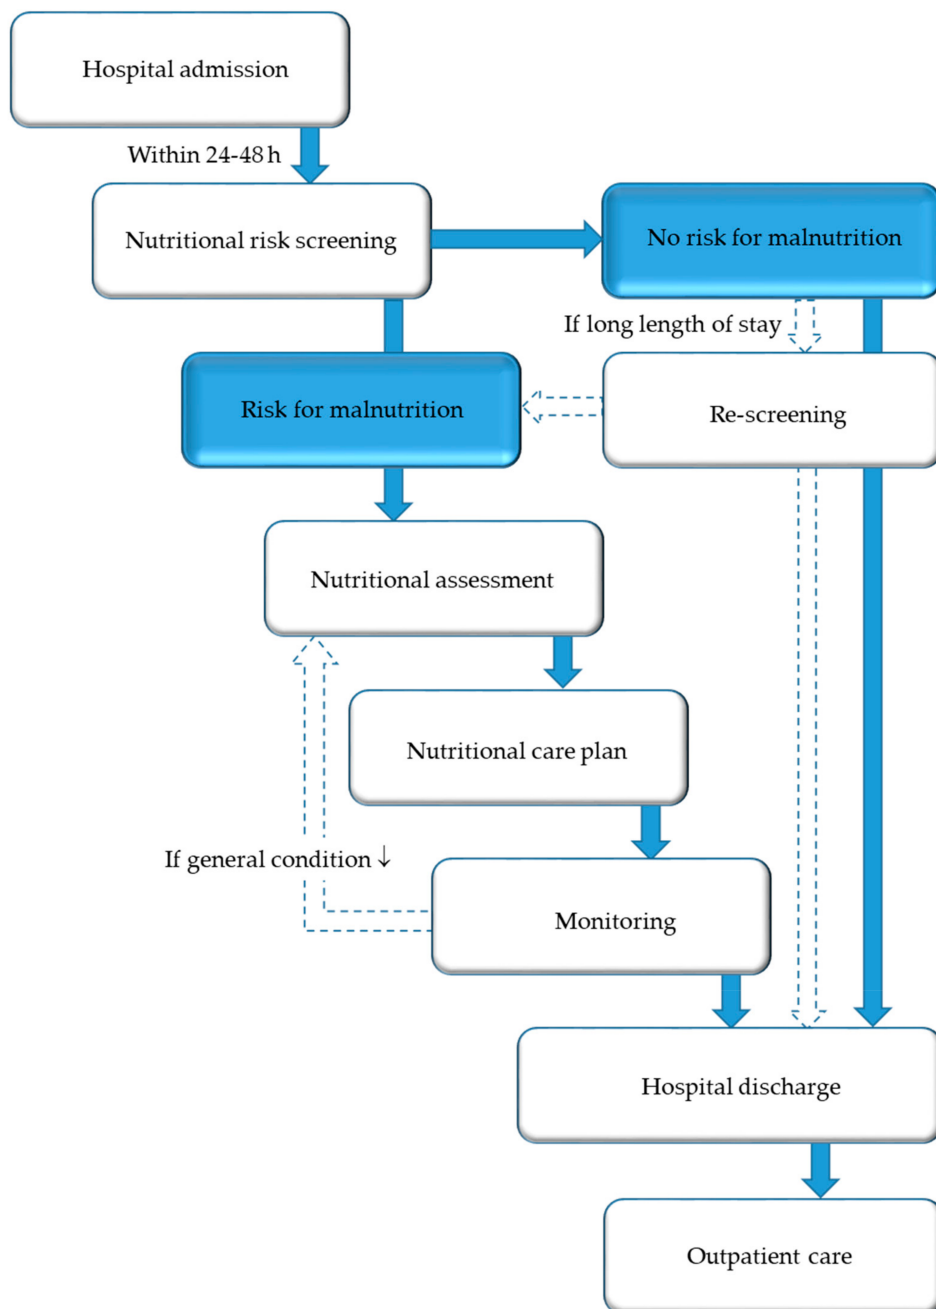 Hospital admission
Within 24-48 h
Nutritional risk screening
No risk for malnutrition
If long length of stay
Risk for malnutrition
Re-screening
Nutritional assessment
Nutritional care plan
If general condition ↓
Monitoring
Hospital discharge
Outpatient care